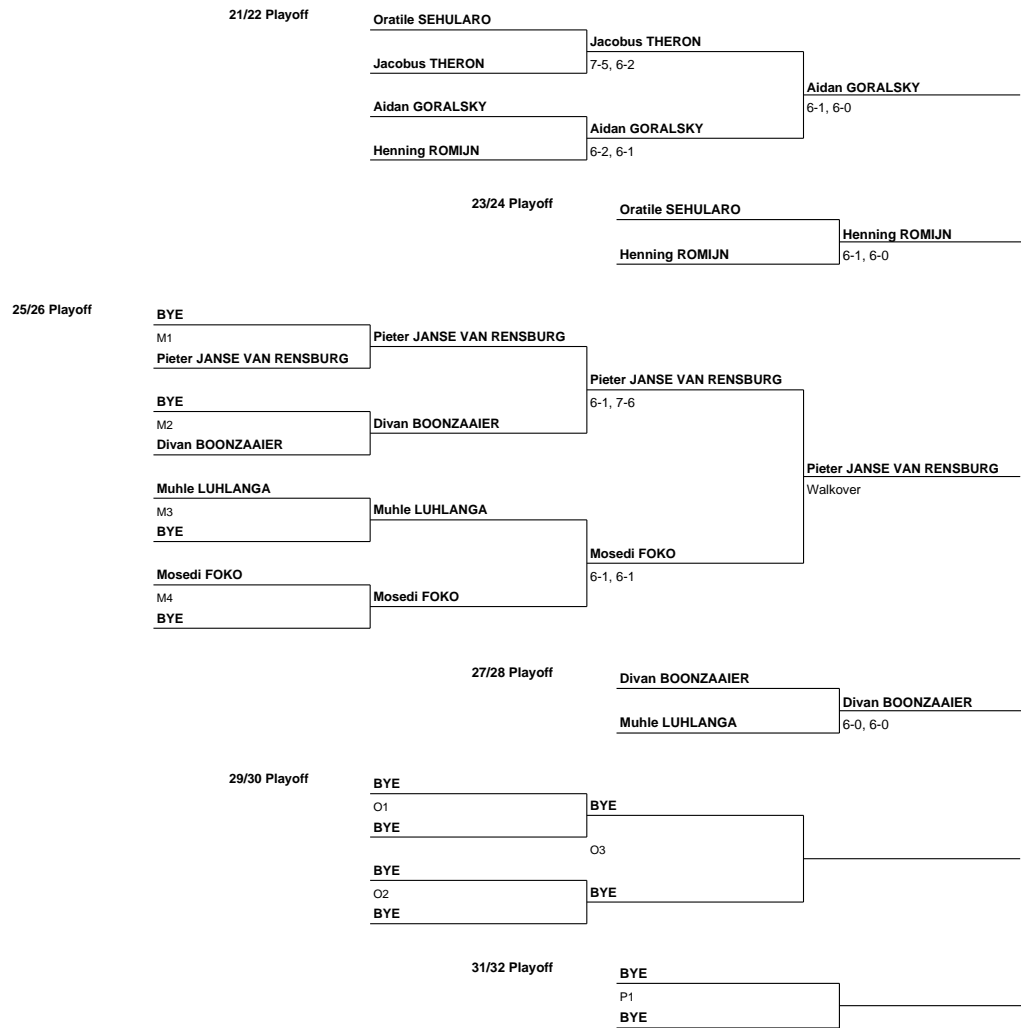 21/22 Playoff
Oratile SEHULARO
Jacobus THERON
Jacobus THERON
7-5, 6-2
Aidan GORALSKY
6-1, 6-0
Aidan GORALSKY
Aidan GORALSKY
Henning ROMIJN
6-2, 6-1
23/24 Playoff
Oratile SEHULARO
Henning ROMIJN
Henning ROMIJN
6-1, 6-0
25/26 Playoff
BYE
M1
Pieter JANSE VAN RENSBURG
Pieter JANSE VAN RENSBURG
Pieter JANSE VAN RENSBURG
6-1, 7-6
BYE
M2
Divan BOONZAAIER
Divan BOONZAAIER
Pieter JANSE VAN RENSBURG
Walkover
Muhle LUHLANGA
M3
Muhle LUHLANGA
BYE
Mosedi FOKO
6-1, 6-1
Mosedi FOKO
M4
Mosedi FOKO
BYE
27/28 Playoff
Divan BOONZAAIER
Divan BOONZAAIER
Muhle LUHLANGA
6-0, 6-0
29/30 Playoff
BYE
O1
BYE
BYE
O3
BYE
O2
BYE
BYE
31/32 Playoff
BYE
P1
BYE